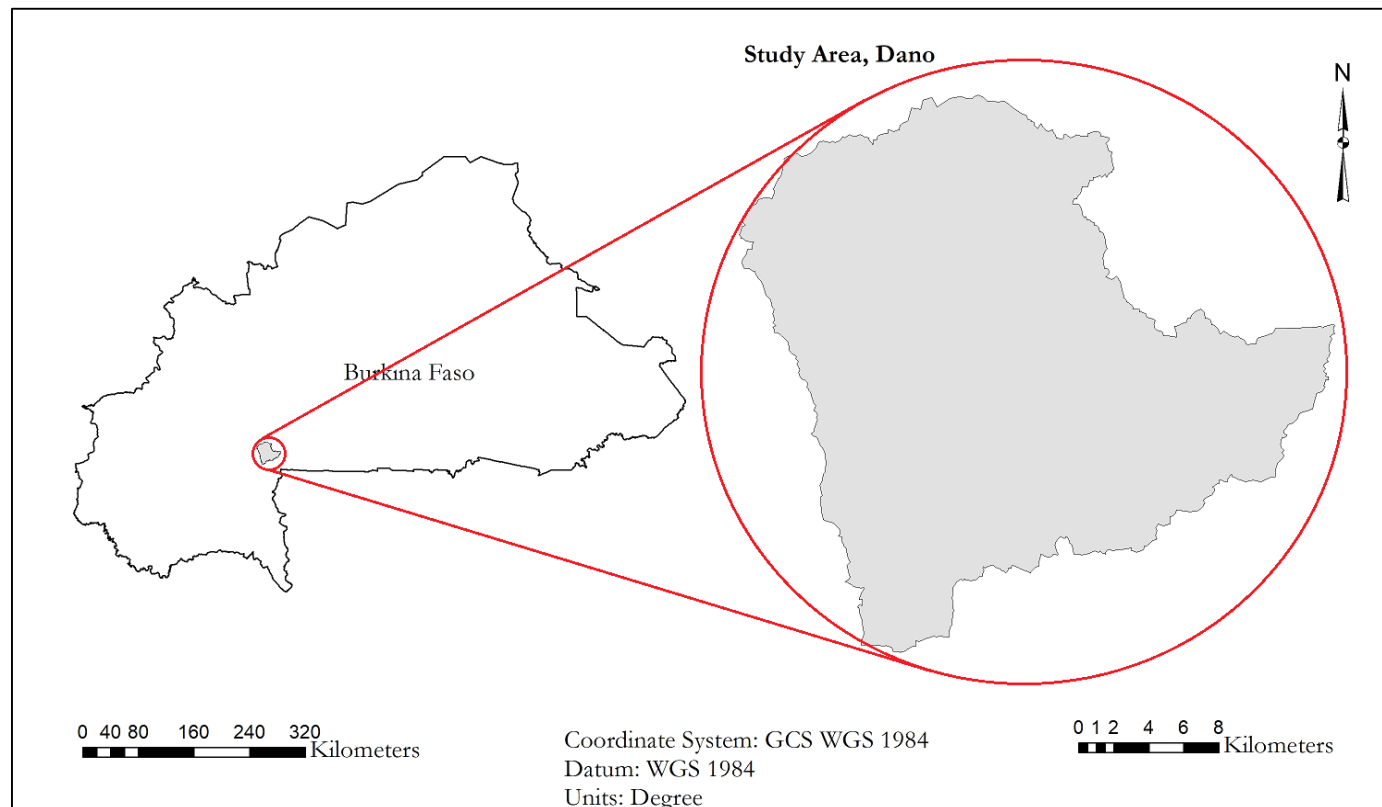 Study Area, Dano
N
Burkina Faso
0 40 80 160 240 320
Kilometers
Coordinate System: GCS WGS 1984
Datum: WGS 1984
Units: Degree
0 1 2 4 6 8
Kilometers